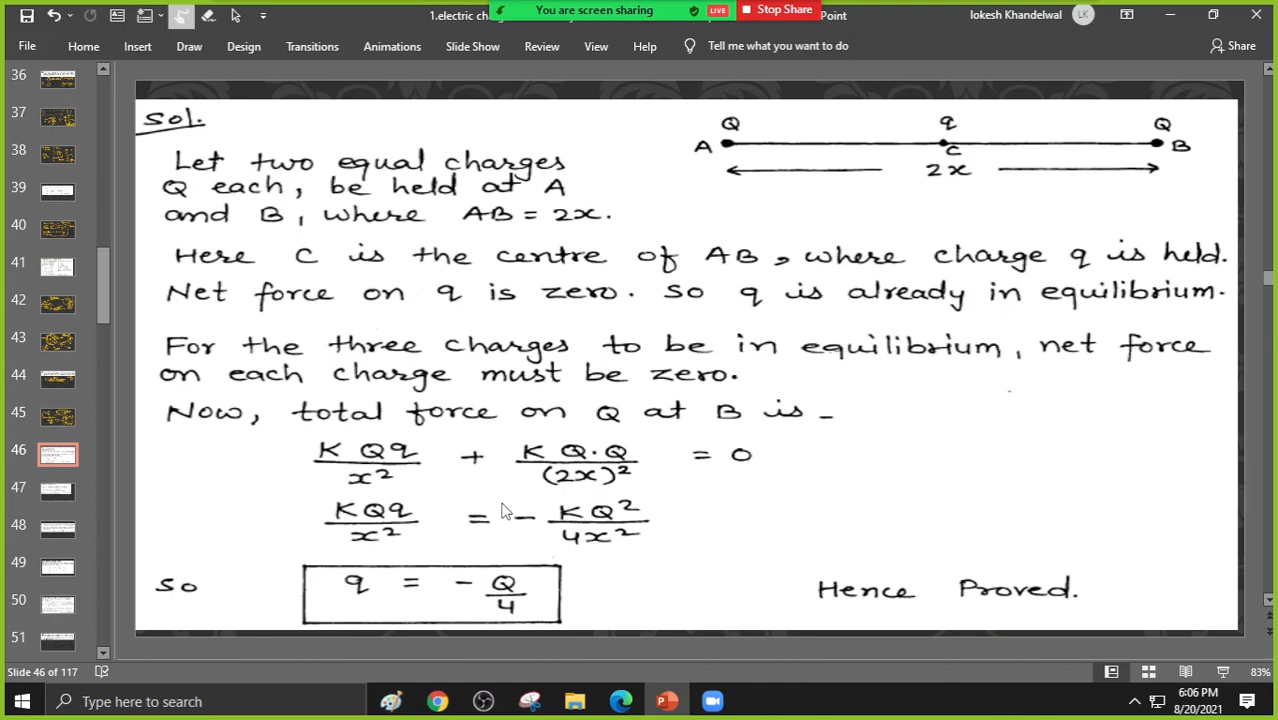 1.electric char
You are screen sharing
LIVE
Stop Share
Point
lokesh Khandelwal
LK
File Home Insert Draw Design Transitions Animations Slide Show Review View Help Tell me what you want to do Share
36
37
38
39
40
41
42
43
44
45
46
47
48
49
50
51
Sol.
Q q Q
A C B
2x
Let two equal charges
Q each, be held at A
and B, where AB = 2x.
Here C is the centre of AB, where charge q is held.
Net force on q is zero. So q is already in equilibrium.
For the three charges to be in equilibrium, net force
on each charge must be zero.
Now, total force on Q at B is -
K Qq / x² + K Q·Q / (2x)² = 0
KQq / x² = - KQ² / 4x²
So q = - Q / 4 Hence Proved.
Slide 46 of 117
83%
Type here to search
6:06 PM
8/20/2021